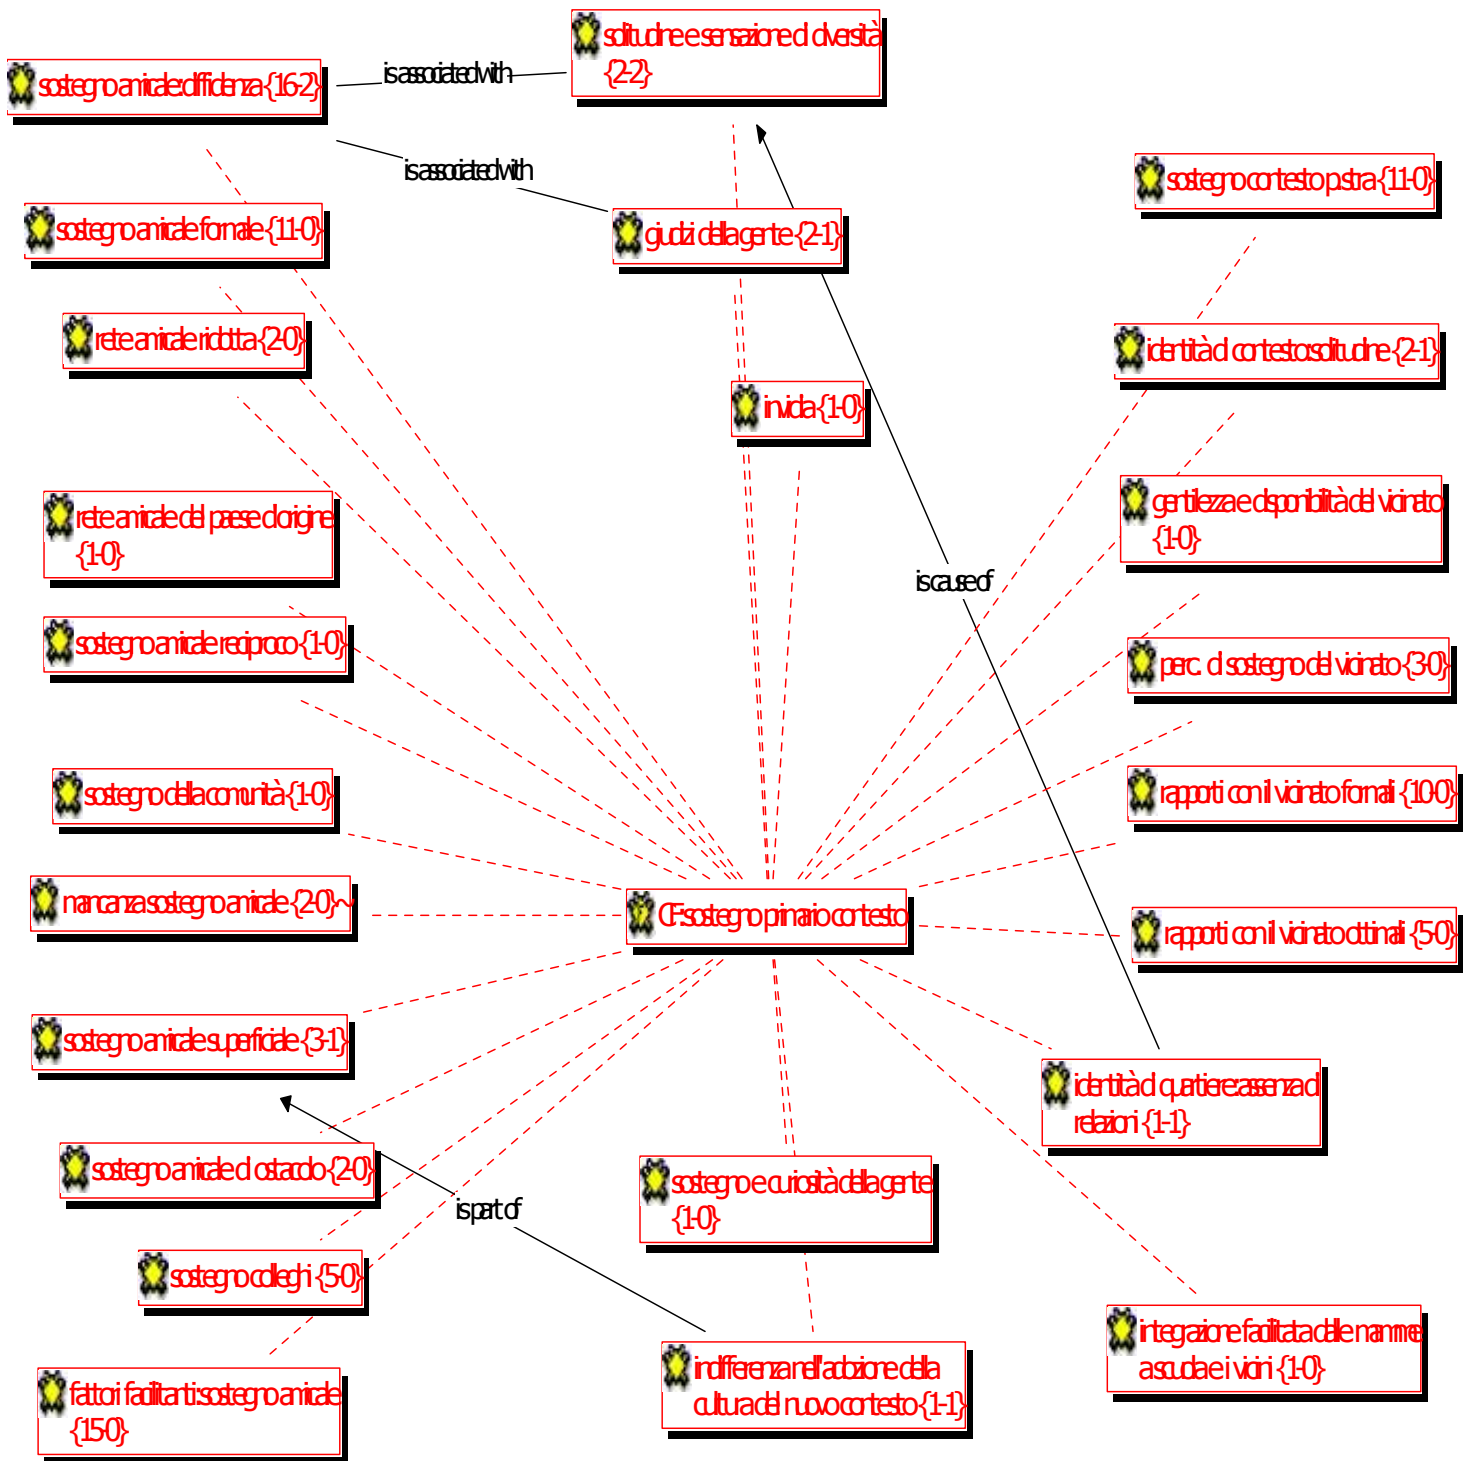 solitudine e sensazione di diversità
{2-2}
sostegno amicale: diffidenza {16-2}
is associated with
is associated with
sostegno contesto p.stra {11-0}
sostegno amicale formale {11-0}
giudizi della gente {2-1}
rete amicale ridotta {2-0}
identità di contesto: solitudine {2-1}
invidia {1-0}
rete amicale del paese d'origine
{1-0}
gentilezza e disponibilità del vicinato
{1-0}
is cause of
sostegno amicale reciproco {1-0}
perc. di sostegno del vicinato {3-0}
sostegno della comunità {1-0}
rapporti con il vicinato formali {10-0}
mancanza sostegno amicale {2-0}~
CF:sostegno primario contesto
rapporti con il vicinato ottimali {5-0}
sostegno amicale superficiale {3-1}
identità di quartiere: assenza di
relazioni {1-1}
sostegno amicale di ostacolo {2-0}
is part of
sostegno e curiosità della gente
{1-0}
sostegno colleghi {5-0}
integrazione facilitata dalle mamme
a scuola e i vicini {1-0}
fattori facilitanti: sostegno amicale
{15-0}
indifferenza nell'adozione della
cultura del nuovo contesto {1-1}